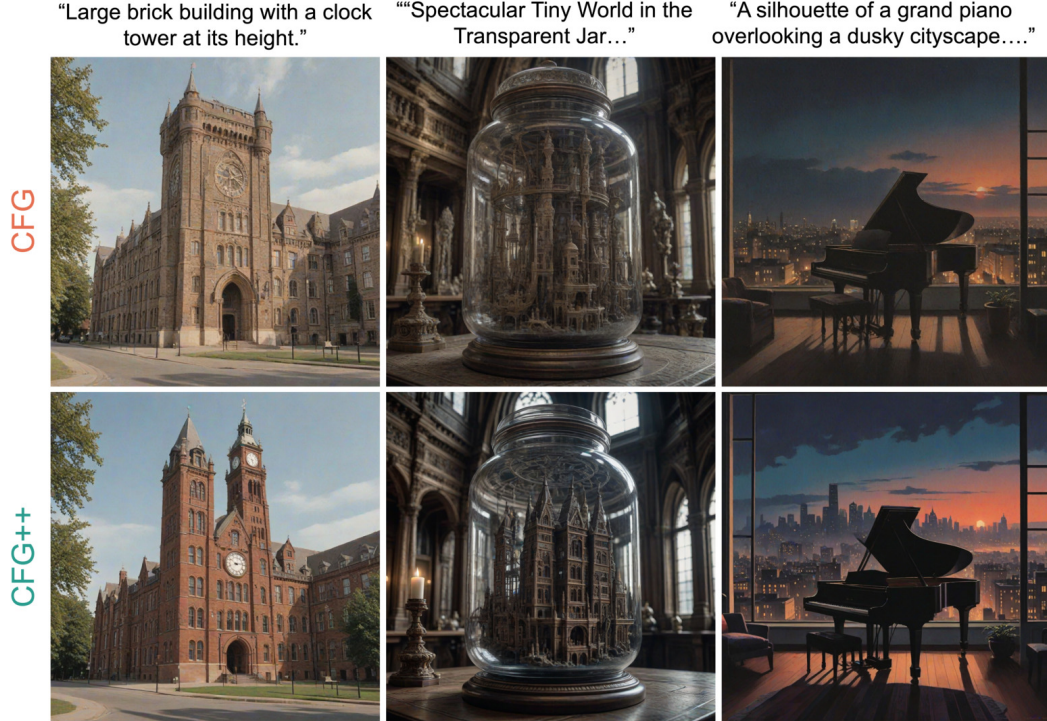 “Large brick building with a clock
tower at its height.”
““Spectacular Tiny World in the
Transparent Jar…”
“A silhouette of a grand piano
overlooking a dusky cityscape….”
CFG
CFG++